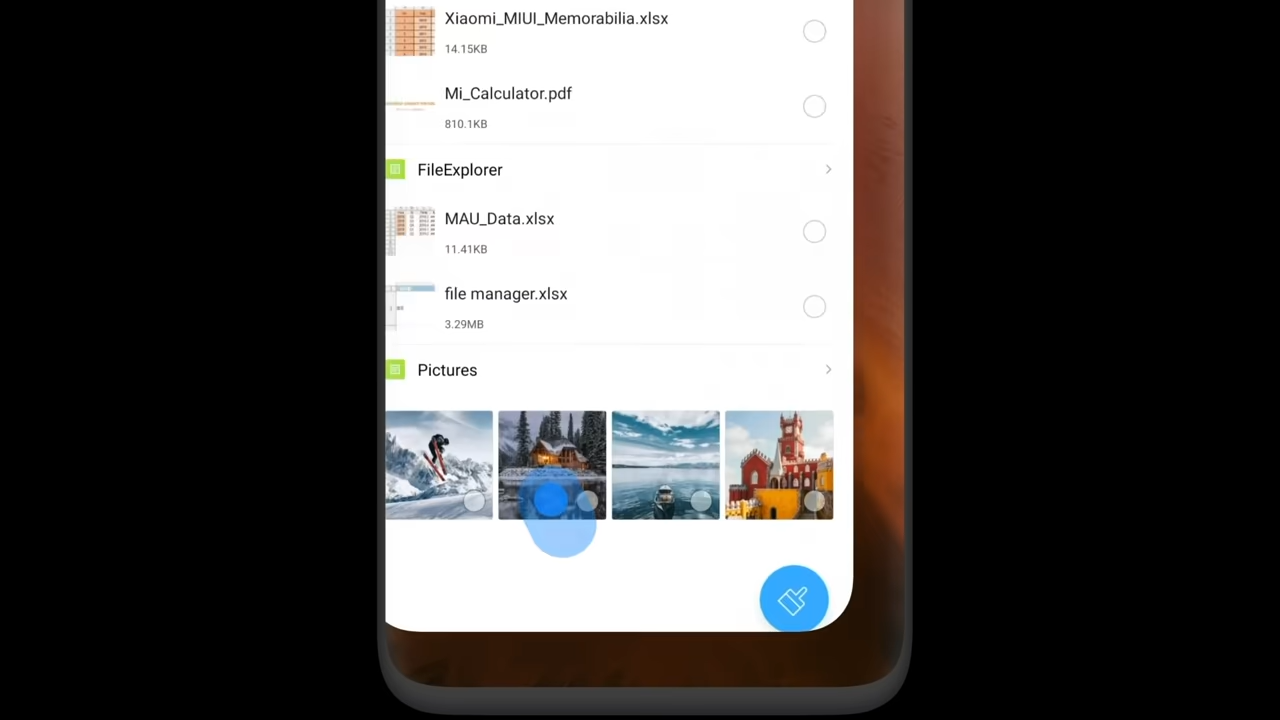 Xiaomi_MIUI_Memorabilia.xlsx
14.15KB
Mi_Calculator.pdf
810.1KB
FileExplorer
MAU_Data.xlsx
11.41KB
file manager.xlsx
3.29MB
Pictures